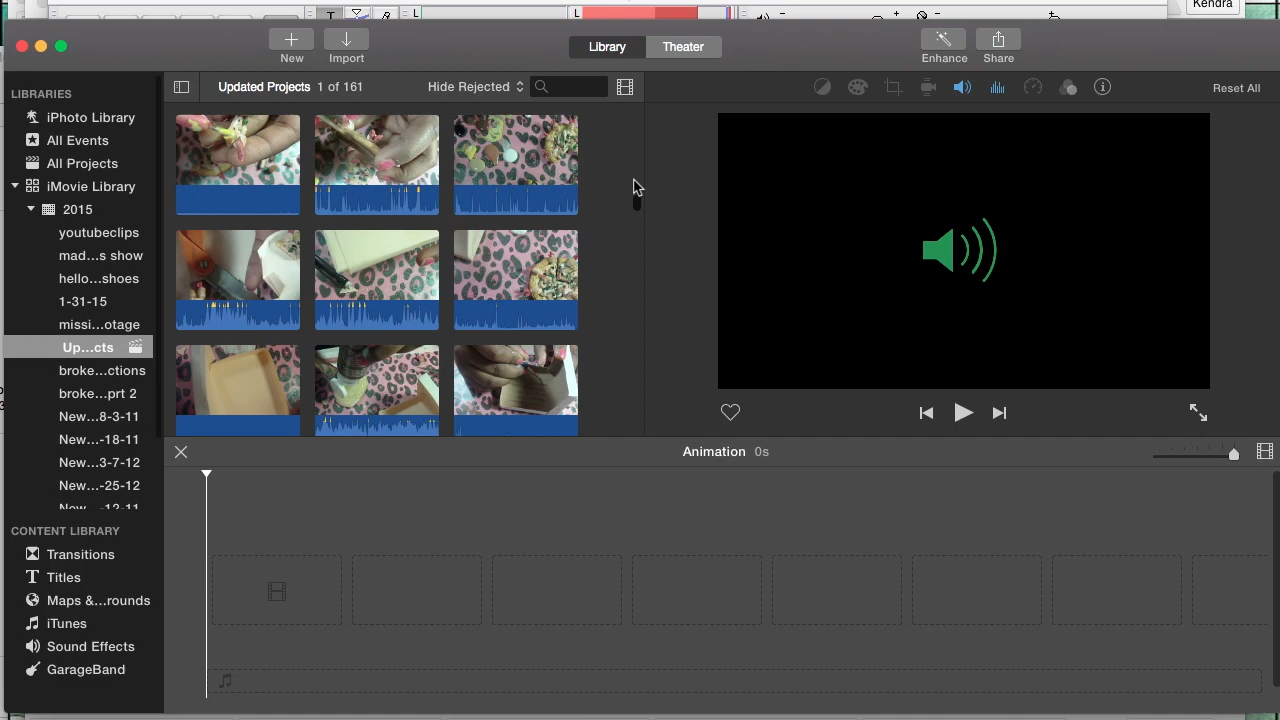 Kendra
L
L
New
Import
Library
Theater
Enhance
Share
LIBRARIES
iPhoto Library
All Events
All Projects
iMovie Library
2015
youtubeclips
mad...s show
hello...shoes
1-31-15
missi...otage
Up...cts
broke...ctions
broke...prt 2
New...8-3-11
New...-18-11
New...3-7-12
New...-25-12
New...-12-11
CONTENT LIBRARY
Transitions
Titles
Maps &...rounds
iTunes
Sound Effects
GarageBand
Updated Projects 1 of 161
Hide Rejected
Reset All
Animation 0s